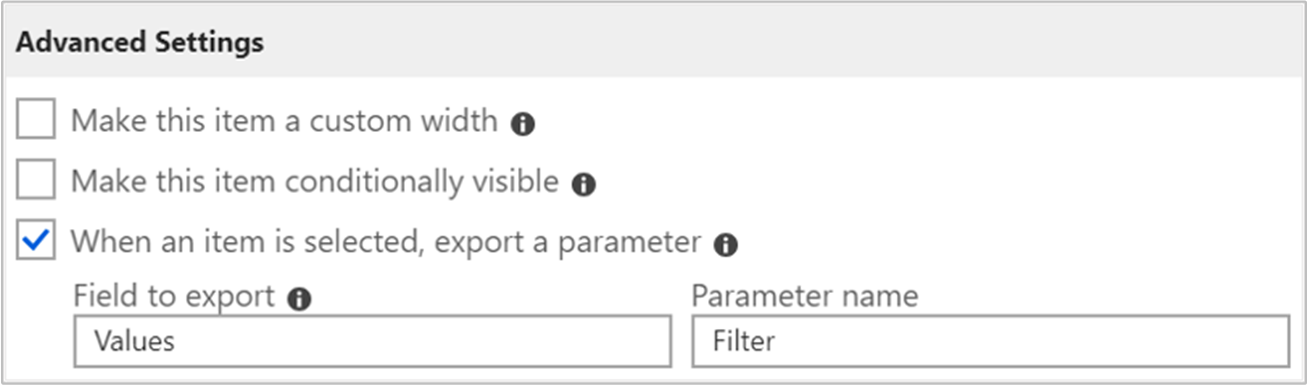 Advanced Settings
Make this item a custom width
Make this item conditionally visible
When an item is selected, export a parameter
Field to export Parameter name
Values Filter